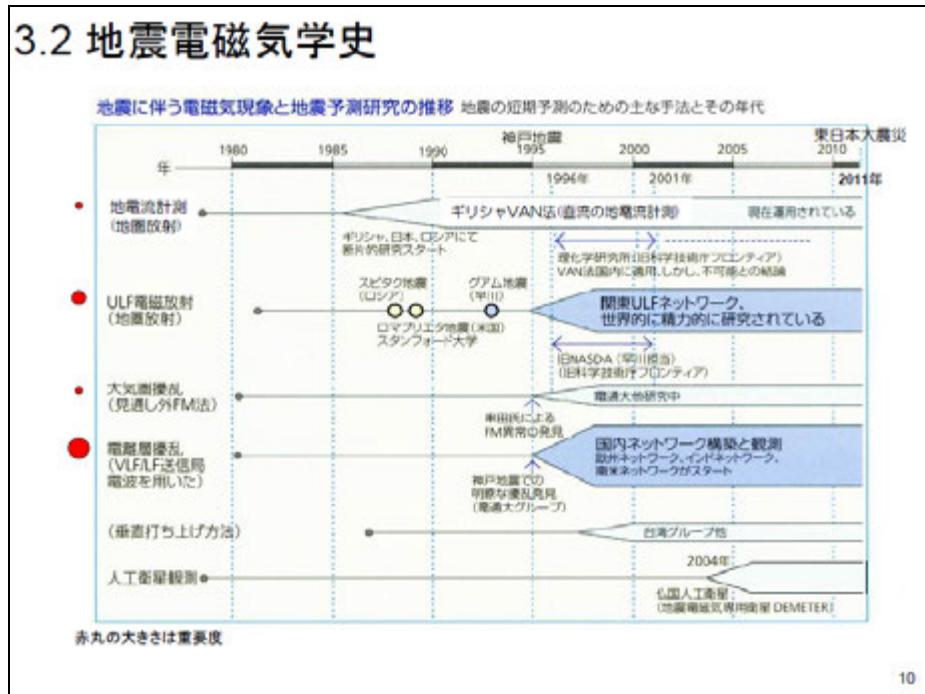 3.2 地震電磁気学史
地震に伴う電磁気現象と地震予測研究の推移 地震の短期予測のための主な手法とその年代
神戸地震
東日本大震災
年
1980
1985
1990
1995
2000
2005
2010
1996年
2001年
2011年
地電流計測
(地圏放射)
ギリシャVAN法(直流の地電流計測)
現在運用されている
ギリシャ、日本、ロシアにて
断片的研究スタート
理化学研究所(旧科学技術庁フロンティア)
VAN法国内に適用、しかし、不可能との結論
ULF電磁放射
(地圏放射)
スピタク地震
(ロシア)
グアム地震
(早川)
ロマプリエタ地震(米国)
スタンフォード大学
関東ULFネットワーク、
世界的に精力的に研究されている
旧NASDA (早川担当)
(旧科学技術庁フロンティア)
大気圏擾乱
(見通し外FM法)
電通大他研究中
串田氏による
FM異常の発見
電離層擾乱
(VLF/LF送信局
電波を用いた)
国内ネットワーク構築と観測
欧州ネットワーク、インドネットワーク、
南米ネットワークがスタート
神戸地震での
明瞭な擾乱発見
(電通大グループ)
(垂直打ち上げ方法)
台湾グループ他
人工衛星観測
2004年
仏国人工衛星
(地震電磁気専用衛星 DEMETER)
赤丸の大きさは重要度
10